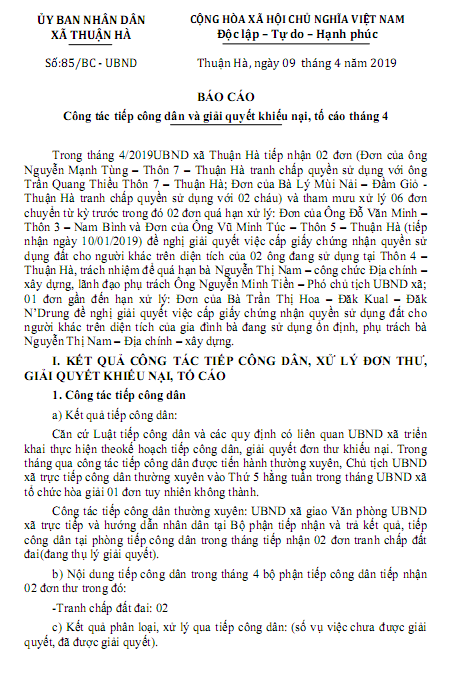 ỦY BAN NHÂN DÂN
XÃ THUẬN HÀ
CỘNG HÒA XÃ HỘI CHỦ NGHĨA VIỆT NAM
Độc lập – Tự do – Hạnh phúc
Số:85/BC - UBND
Thuận Hà, ngày 09 tháng 4 năm 2019
BÁO CÁO
Công tác tiếp công dân và giải quyết khiếu nại, tố cáo tháng 4
Trong tháng 4/2019UBND xã Thuận Hà tiếp nhận 02 đơn (Đơn của ông
Nguyễn Mạnh Tùng – Thôn 7 – Thuận Hà tranh chấp quyền sử dụng với ông
Trần Quang Thiều Thôn 7 – Thuận Hà; Đơn của Bà Lý Mùi Nải – Đầm Giỏ -
Thuận Hà tranh chấp quyền sử dụng với 02 cháu) và tham mưu xử lý 06 đơn
chuyển từ kỳ trước trong đó 02 đơn quá hạn xử lý: Đơn của Ông Đỗ Văn Minh –
Thôn 3 – Nam Bình và Đơn của Ông Vũ Minh Túc – Thôn 5 – Thuận Hà (tiếp
nhận ngày 10/01/2019) đề nghị giải quyết việc cấp giấy chứng nhận quyền sử
dụng đất cho người khác trên diện tích của 02 ông đang sử dụng tại Thôn 4 –
Thuận Hà, trách nhiệm để quá hạn bà Nguyễn Thị Nam – công chức Địa chính –
xây dựng, lãnh đạo phụ trách Ông Nguyễn Minh Tiến – Phó chủ tịch UBND xã;
01 đơn gần đến hạn xử lý: Đơn của Bà Trần Thị Hoa – Đăk Kual – Đăk
N'Drung đề nghị giải quyết việc cấp giấy chứng nhận quyền sử dụng đất cho
người khác trên diện tích của gia đình bà đang sử dụng ổn định, phụ trách bà
Nguyễn Thị Nam – Địa chính – xây dựng.
I. KẾT QUẢ CÔNG TÁC TIẾP CÔNG DÂN, XỬ LÝ ĐƠN THƯ,
GIẢI QUYẾT KHIẾU NẠI, TỐ CÁO
1. Công tác tiếp công dân
a) Kết quả tiếp công dân:
Căn cứ Luật tiếp công dân và các quy định có liên quan UBND xã triển
khai thực hiện theokế hoạch tiếp công dân, giải quyết đơn thư khiếu nại. Trong
tháng qua công tác tiếp công dân được tiến hành thường xuyên, Chủ tịch UBND
xã trực tiếp công dân thường xuyên vào Thứ 5 hằng tuần trong tháng UBND xã
tổ chức hòa giải 01 đơn tuy nhiên không thành.
Công tác tiếp công dân thường xuyên: UBND xã giao Văn phòng UBND
xã trực tiếp và hướng dẫn nhân dân tại Bộ phận tiếp nhận và trả kết quả, tiếp
công dân tại phòng tiếp công dân trong tháng tiếp nhận 02 đơn tranh chấp đất
đai(đang thụ lý giải quyết).
b) Nội dung tiếp công dân trong tháng 4 bộ phận tiếp công dân tiếp nhận
02 đơn thư trong đó:
-Tranh chấp đất đai: 02
c) Kết quả phân loại, xử lý qua tiếp công dân: (số vụ việc chưa được giải
quyết, đã được giải quyết).